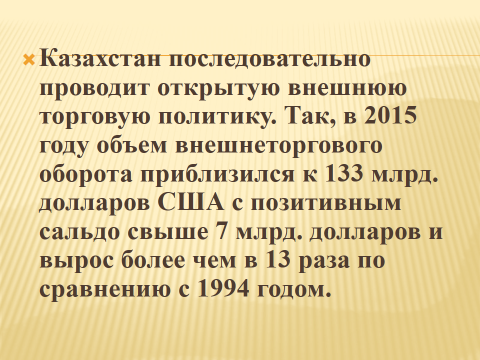 Казахстан последовательно
проводит открытую внешнюю
торговую политику. Так, в 2015
году объем внешнеторгового
оборота приблизился к 133 млрд.
долларов США с позитивным
сальдо свыше 7 млрд. долларов и
вырос более чем в 13 раза по
сравнению с 1994 годом.